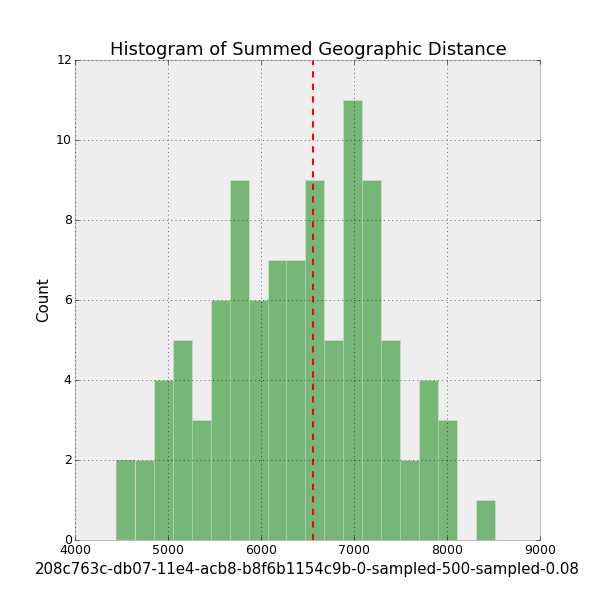 Histogram of Summed Geographic Distance
12
10
8
6
4
2
0
Count
4000 5000 6000 7000 8000 9000
208c763c-db07-11e4-acb8-b8f6b1154c9b-0-sampled-500-sampled-0.08